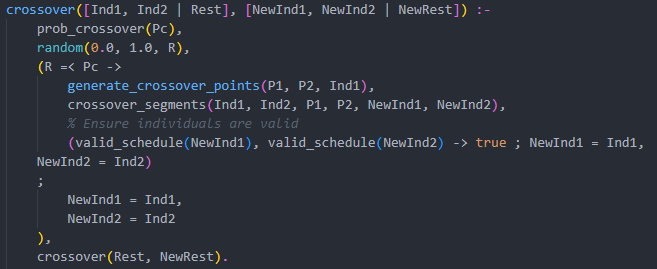 crossover([Ind1, Ind2 | Rest], [NewInd1, NewInd2 | NewRest]) :-
    prob_crossover(Pc),
    random(0.0, 1.0, R),
    (R =< Pc ->
        generate_crossover_points(P1, P2, Ind1),
        crossover_segments(Ind1, Ind2, P1, P2, NewInd1, NewInd2),
        % Ensure individuals are valid
        (valid_schedule(NewInd1), valid_schedule(NewInd2) -> true ; NewInd1 = Ind1,
    NewInd2 = Ind2)
    ;
        NewInd1 = Ind1,
        NewInd2 = Ind2
    ),
    crossover(Rest, NewRest).